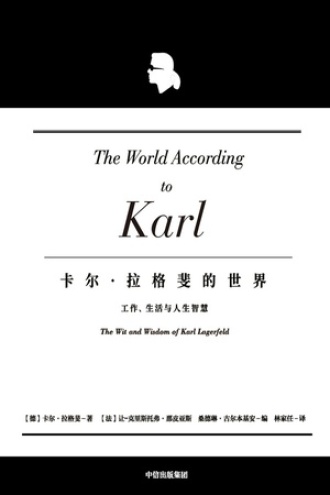 The World According
to
Karl
卡尔·拉格斐的世界
工作、生活与人生智慧
The Wit and Wisdom of Karl Lagerfeld
【德】卡尔·拉格斐-著 【法】让-克里斯托弗·那皮亚斯 桑德琳·古尔本基安-编 林家任-译
中信出版集团